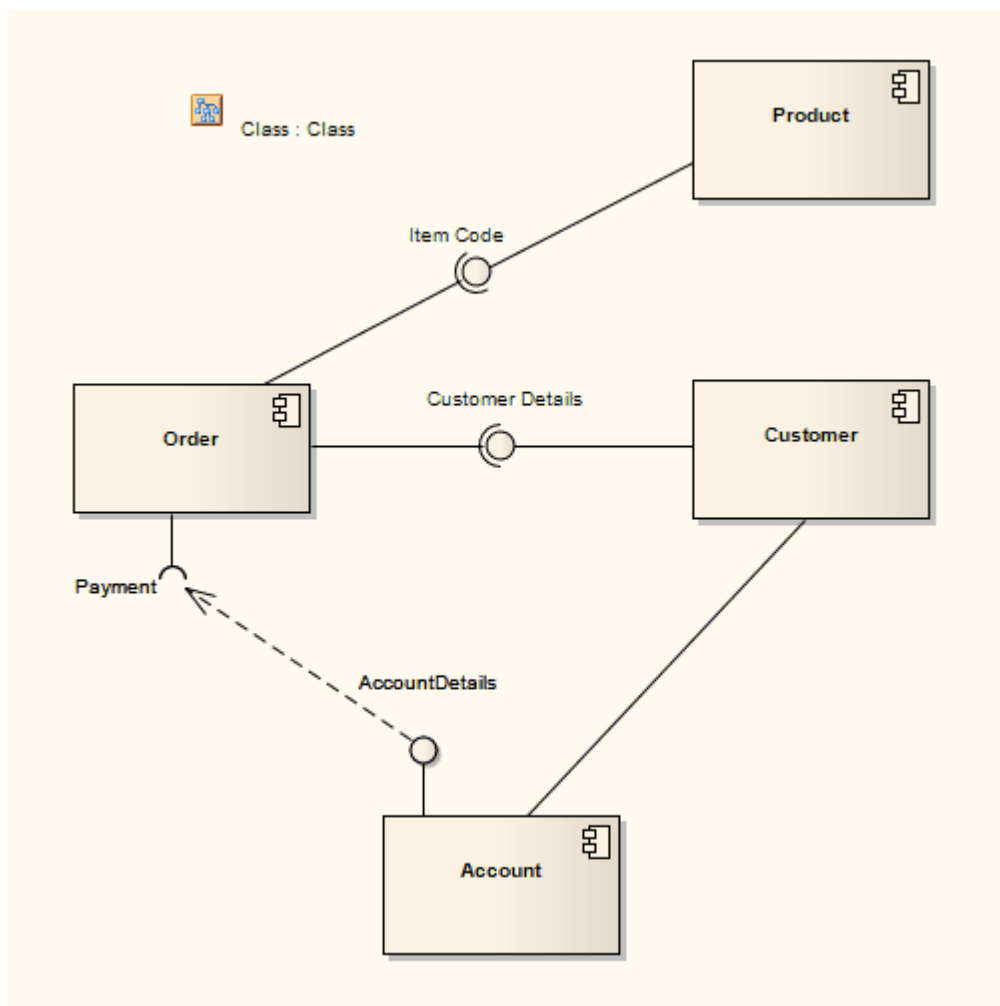 Product
Class : Class
Item Code
Customer Details
Order
Customer
Payment
AccountDetails
Account